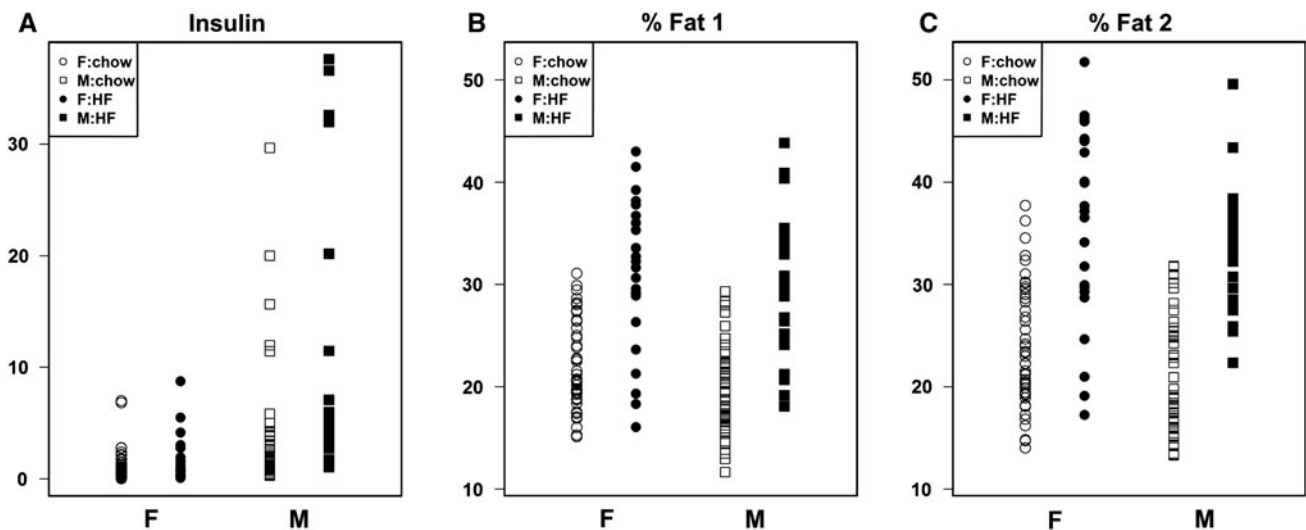 A Insulin
F:chow
M:chow
F:HF
M:HF
30
20
10
0
F M
B % Fat 1
F:chow
M:chow
F:HF
M:HF
50
40
30
20
10
F M
C % Fat 2
F:chow
M:chow
F:HF
M:HF
50
40
30
20
10
F M